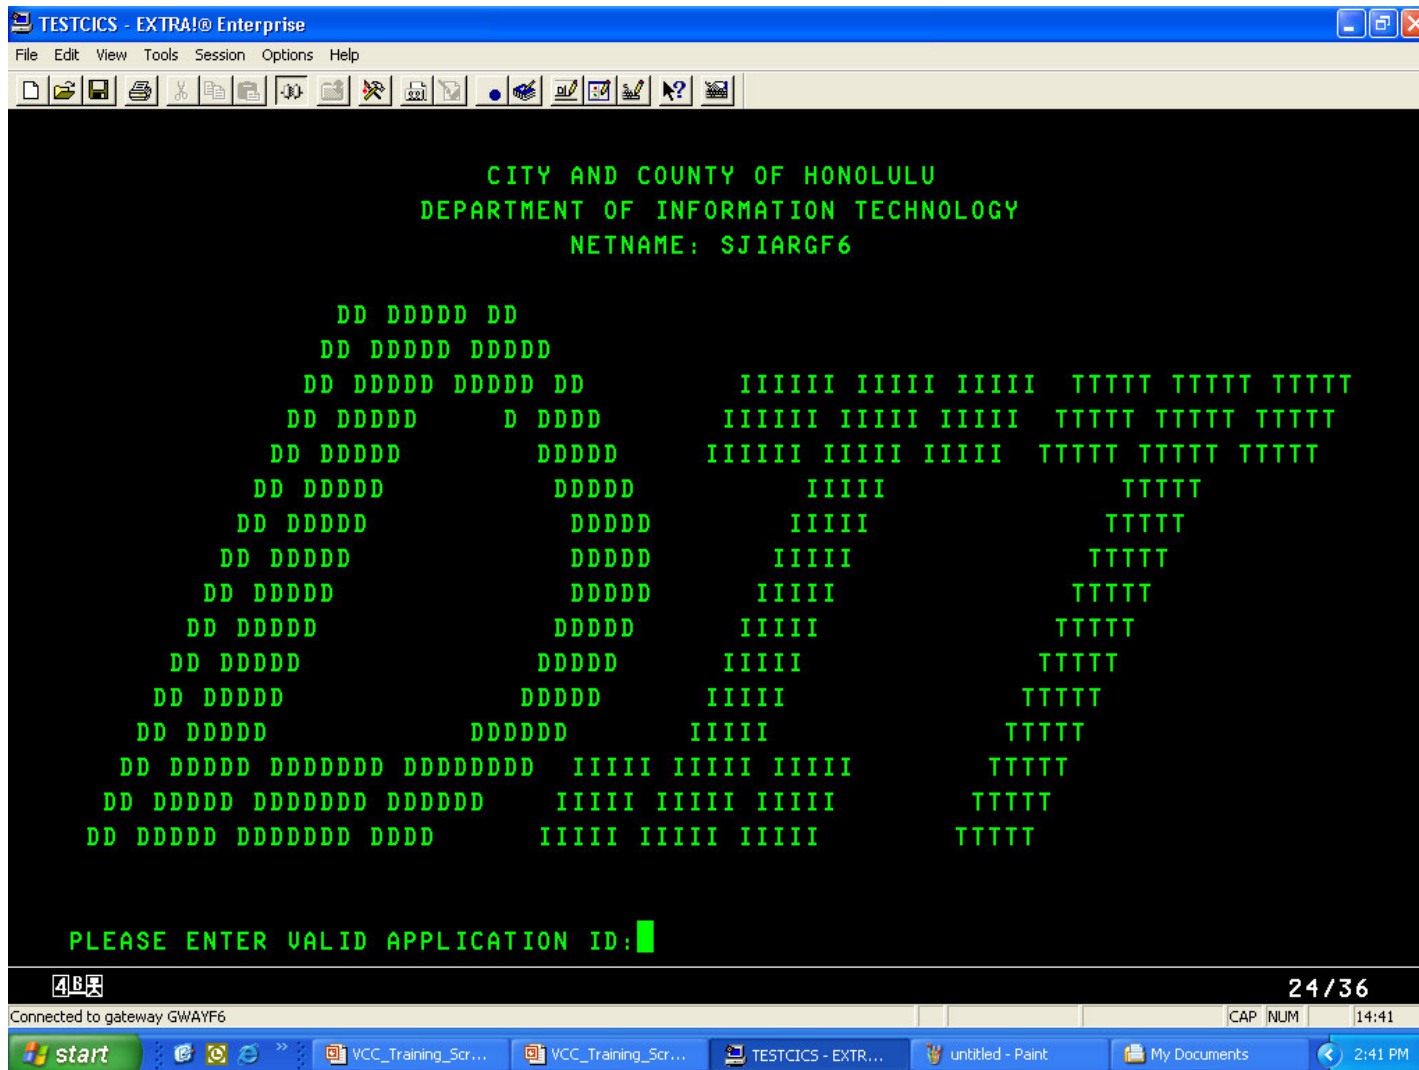 TESTCICS - EXTRA!® Enterprise
File Edit View Tools Session Options Help
CITY AND COUNTY OF HONOLULU
DEPARTMENT OF INFORMATION TECHNOLOGY
NETNAME: SJIARGF6
DD DDDDD DD
DD DDDDD DDDDD
DD DDDDD DDDDD DD IIIIII IIIII IIIII TTTTT TTTTT TTTTT
DD DDDDD D DDDD IIIIII IIIII IIIII TTTTT TTTTT TTTTT
DD DDDDD DDDDD IIIIII IIIII IIIII TTTTT TTTTT TTTTT
DD DDDDD DDDDD IIIII TTTTT
DD DDDDD DDDDD IIIII TTTTT
DD DDDDD DDDDD IIIII TTTTT
DD DDDDD DDDDD IIIII TTTTT
DD DDDDD DDDDD IIIII TTTTT
DD DDDDD DDDDD IIIII TTTTT
DD DDDDD DDDDD IIIII TTTTT
DD DDDDD DDDDDD IIIII TTTTT
DD DDDDD DDDDDDD DDDDDDDD IIIII IIIII IIIII TTTTT
DD DDDDD DDDDDDD DDDDDD IIIII IIIII IIIII TTTTT
DD DDDDD DDDDDDD DDDD IIIII IIIII IIIII TTTTT
PLEASE ENTER VALID APPLICATION ID:
4B 24/36
Connected to gateway GWAYF6 CAP NUM 14:41
start VCC_Training_Scr... VCC_Training_Scr... TESTCICS - EXTR... untitled - Paint My Documents 2:41 PM